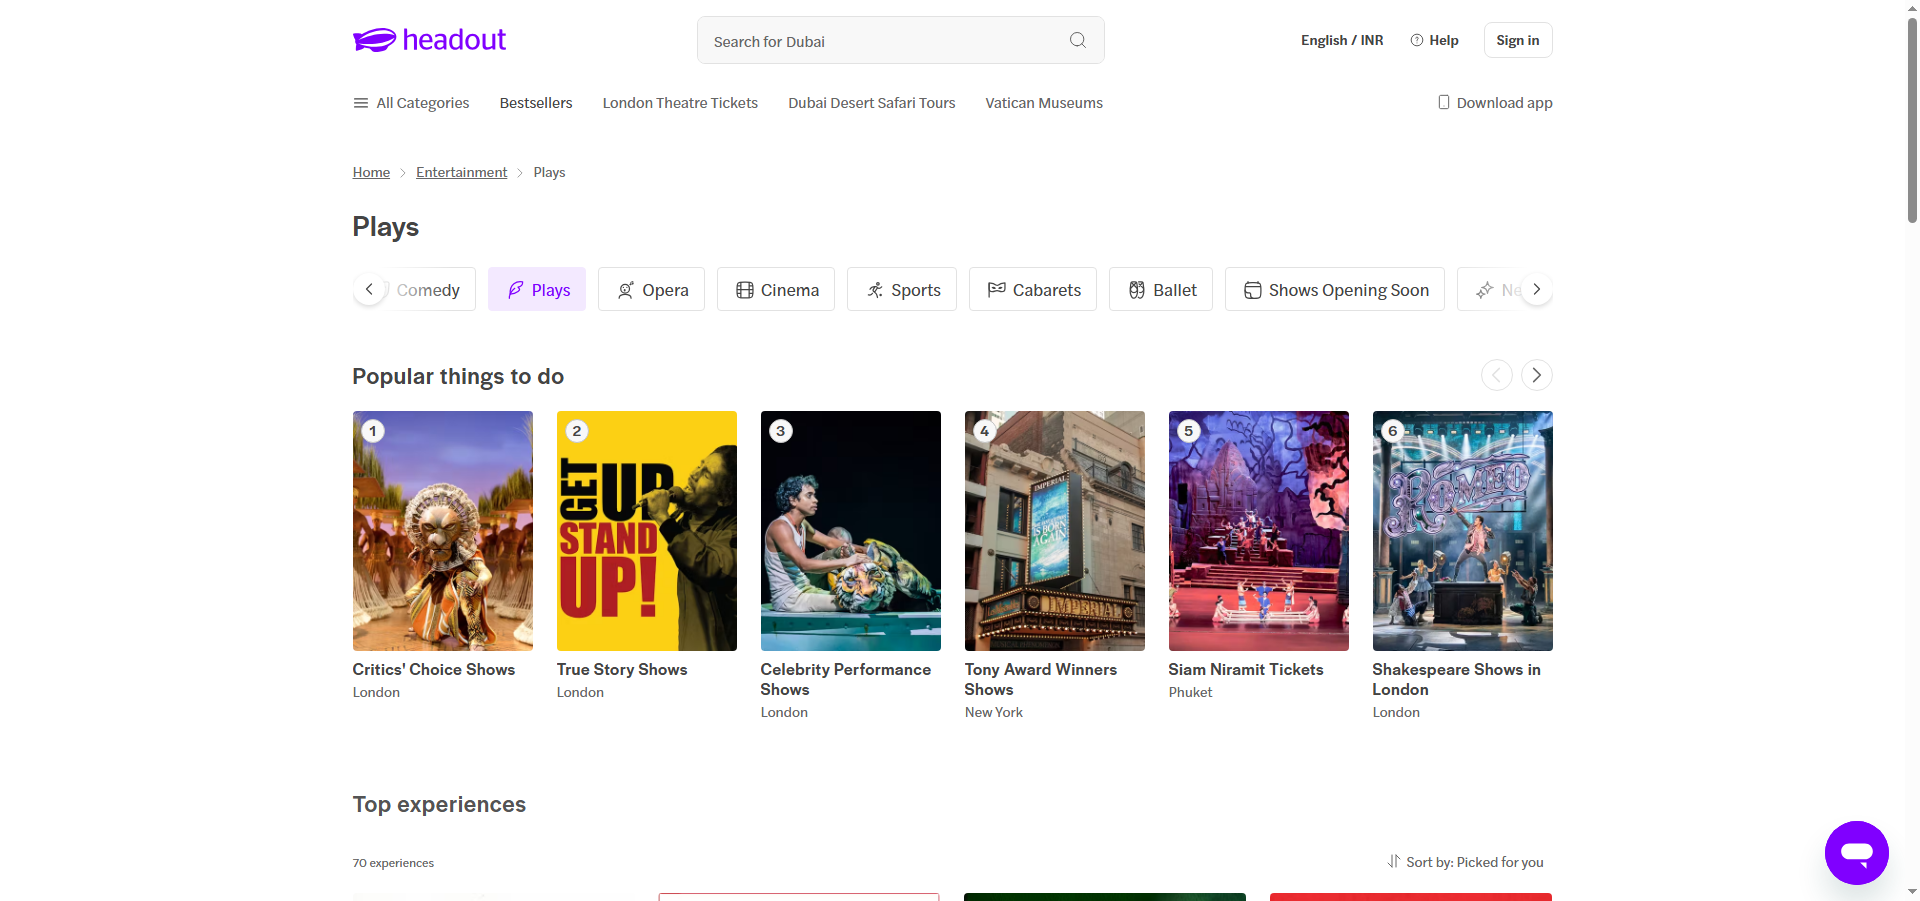 headout
Search for Dubai
English / INR
Help
Sign in
All Categories
Bestsellers
London Theatre Tickets
Dubai Desert Safari Tours
Vatican Museums
Download app
Home
Entertainment
Plays
Plays
Comedy
Plays
Opera
Cinema
Sports
Cabarets
Ballet
Shows Opening Soon
Popular things to do
1
2
3
4
5
6
GET
UP
STAND
UP!
IMPERIAL
IS BORN
AGAIN
IMPERIAL
ROMEO
Critics' Choice Shows
London
True Story Shows
London
Celebrity Performance
Shows
London
Tony Award Winners
Shows
New York
Siam Niramit Tickets
Phuket
Shakespeare Shows in
London
London
Top experiences
70 experiences
Sort by: Picked for you